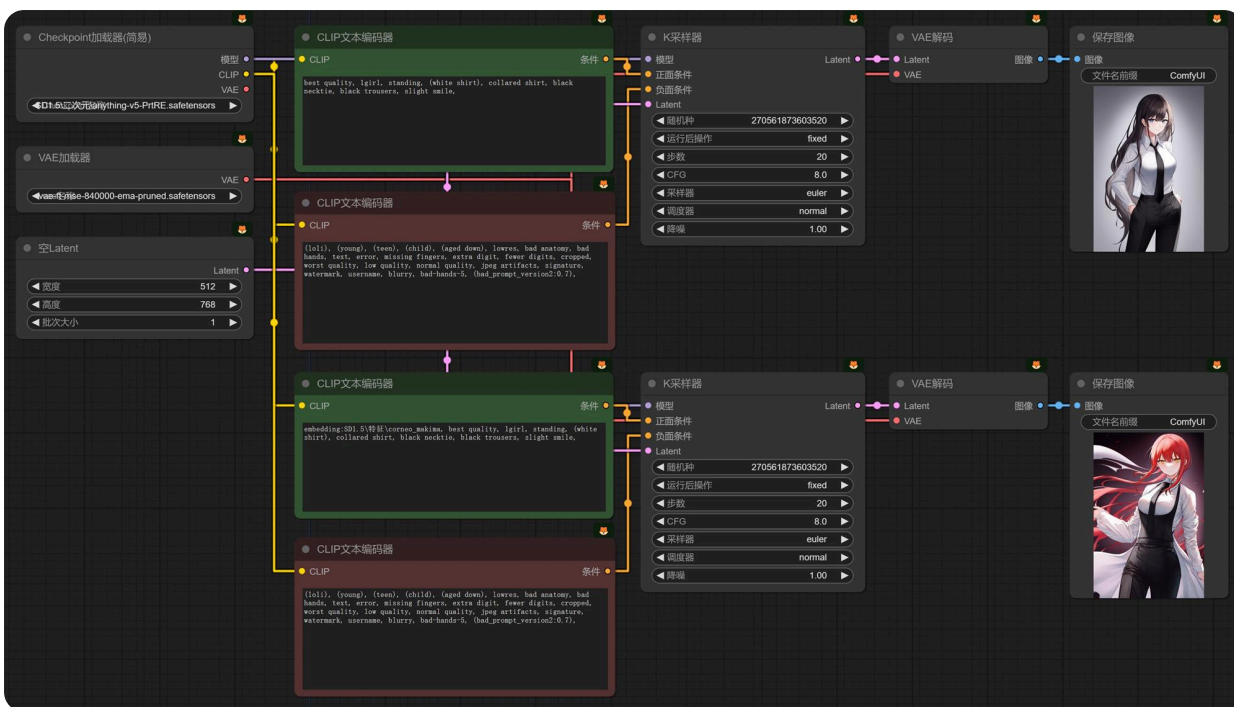 Checkpoint加载器(简易)
模型
CLIP
VAE
VAE加载器
VAE
空Latent
Latent
宽度 512
高度 768
批次大小 1
CLIP文本编码器
CLIP 条件
best quality, 1girl, standing, (white shirt), collared shirt, black
necktie, black trousers, slight smile,
CLIP文本编码器
CLIP 条件
(loli), (young), (teen), (child), (aged down), lowres, bad anatomy, bad
hands, text, error, missing fingers, extra digit, fewer digits, cropped,
worst quality, low quality, normal quality, jpeg artifacts, signature,
watermark, username, blurry, bad-hands-5, (bad_prompt_version2:0.7),
K采样器
模型 Latent
正面条件
负面条件
Latent
随机种 270561873603520
运行后操作 fixed
步数 20
CFG 8.0
采样器 euler
调度器 normal
降噪 1.00
VAE解码
Latent 图像
VAE
保存图像
图像
文件名前缀 ComfyUI
CLIP文本编码器
CLIP 条件
embedding:SD1.5\特征\corneo_makima, best quality, 1girl, standing, (white
shirt), collared shirt, black necktie, black trousers, slight smile,
CLIP文本编码器
CLIP 条件
(loli), (young), (teen), (child), (aged down), lowres, bad anatomy, bad
hands, text, error, missing fingers, extra digit, fewer digits, cropped,
worst quality, low quality, normal quality, jpeg artifacts, signature,
watermark, username, blurry, bad-hands-5, (bad_prompt_version2:0.7),
K采样器
模型 Latent
正面条件
负面条件
Latent
随机种 270561873603520
运行后操作 fixed
步数 20
CFG 8.0
采样器 euler
调度器 normal
降噪 1.00
VAE解码
Latent 图像
VAE
保存图像
图像
文件名前缀 ComfyUI